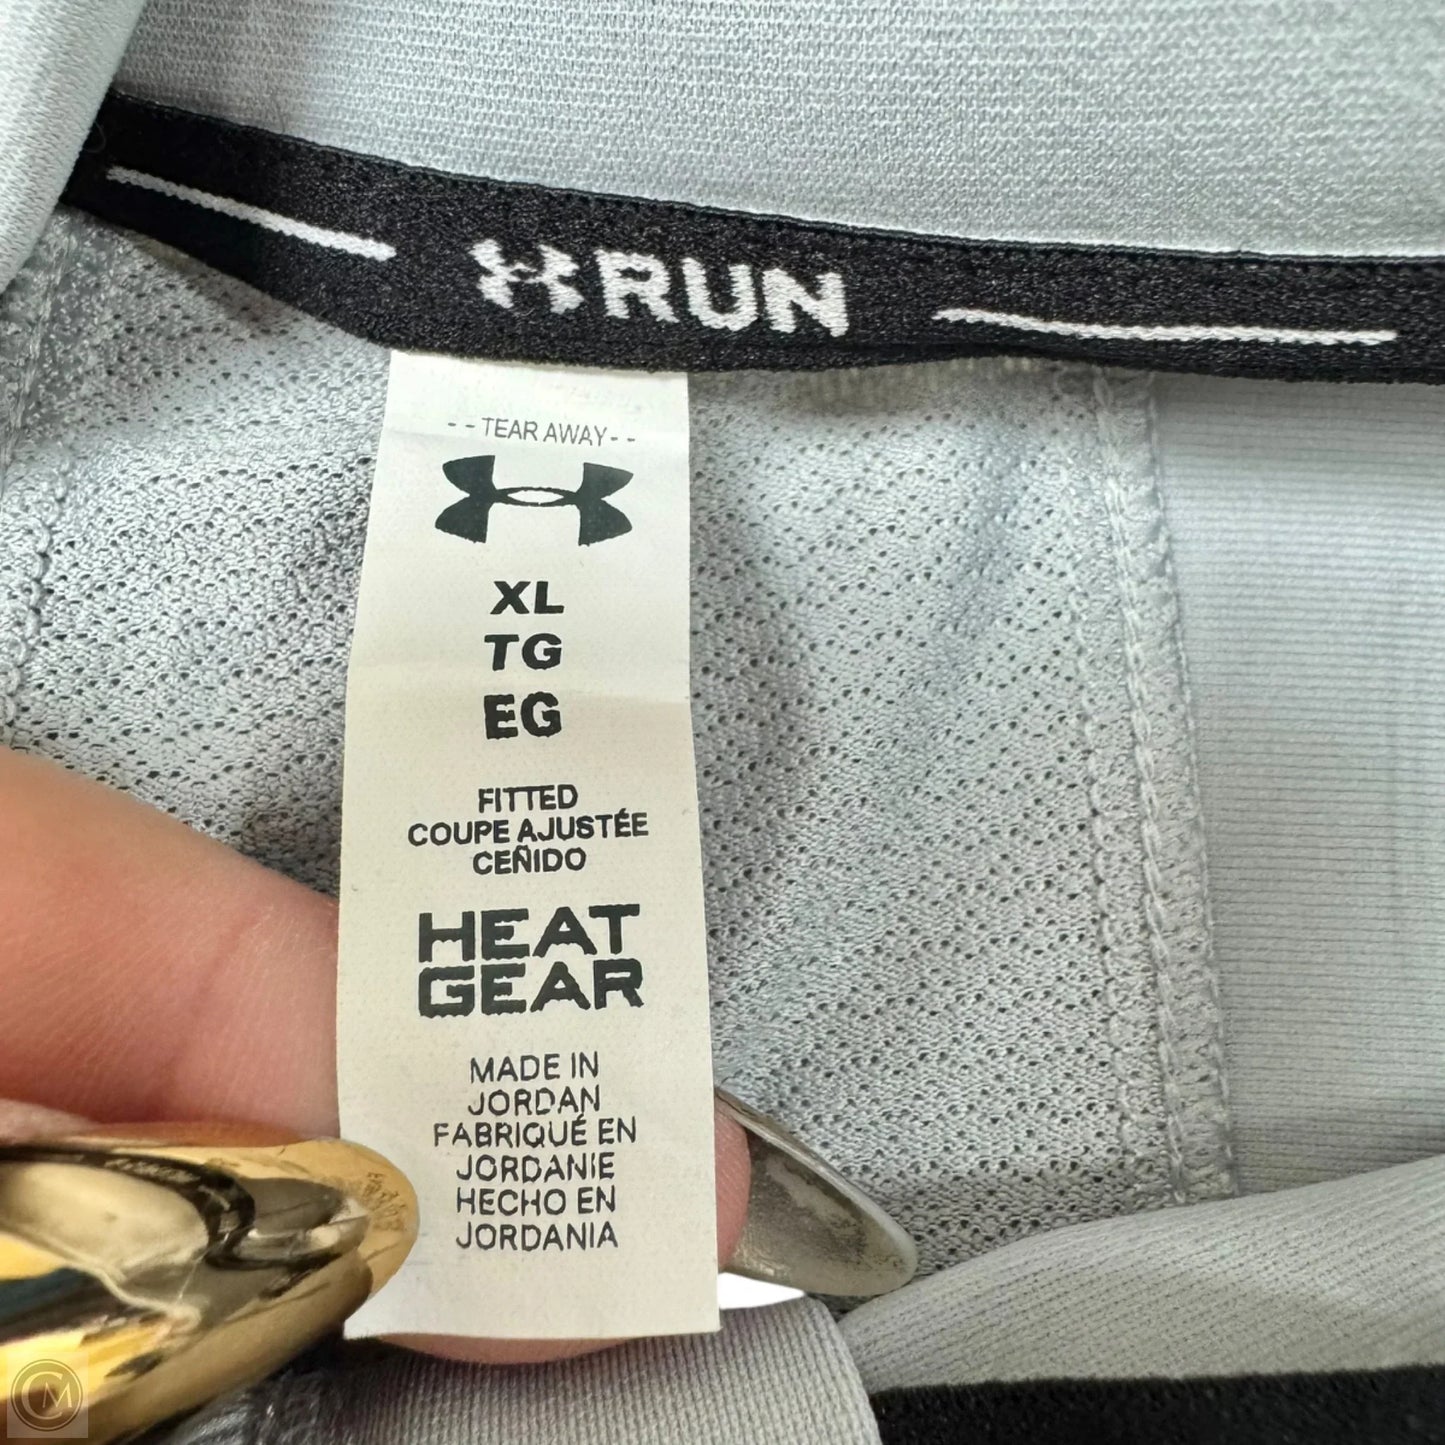 RUN
- - TEAR AWAY - -
XL
TG
EG
FITTED
COUPE AJUSTÉE
CEÑIDO
HEAT
GEAR
MADE IN
JORDAN
FABRIQUÉ EN
JORDANIE
HECHO EN
JORDANIA
CM